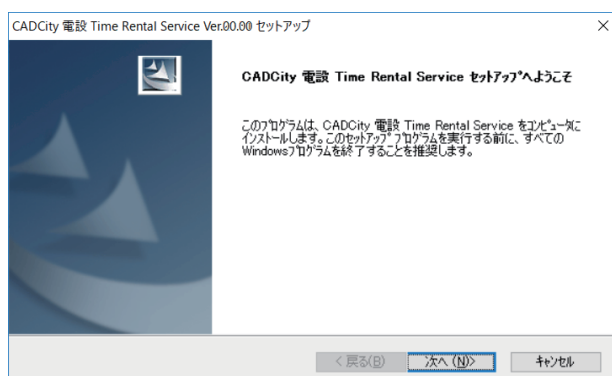 CADCity 電設 Time Rental Service Ver.00.00 セットアップ
CADCity 電設 Time Rental Service ｾｯﾄｱｯﾌﾟへようこそ
このﾌﾟﾛｸﾞﾗﾑは、CADCity 電設 Time Rental Service をｺﾝﾋﾟｭｰﾀに
ｲﾝｽﾄｰﾙします。このｾｯﾄｱｯﾌﾟ ﾌﾟﾛｸﾞﾗﾑを実行する前に、すべての
Windowsﾌﾟﾛｸﾞﾗﾑを終了することを推奨します。
< 戻る(B) 次へ (N)> ｷｬﾝｾﾙ